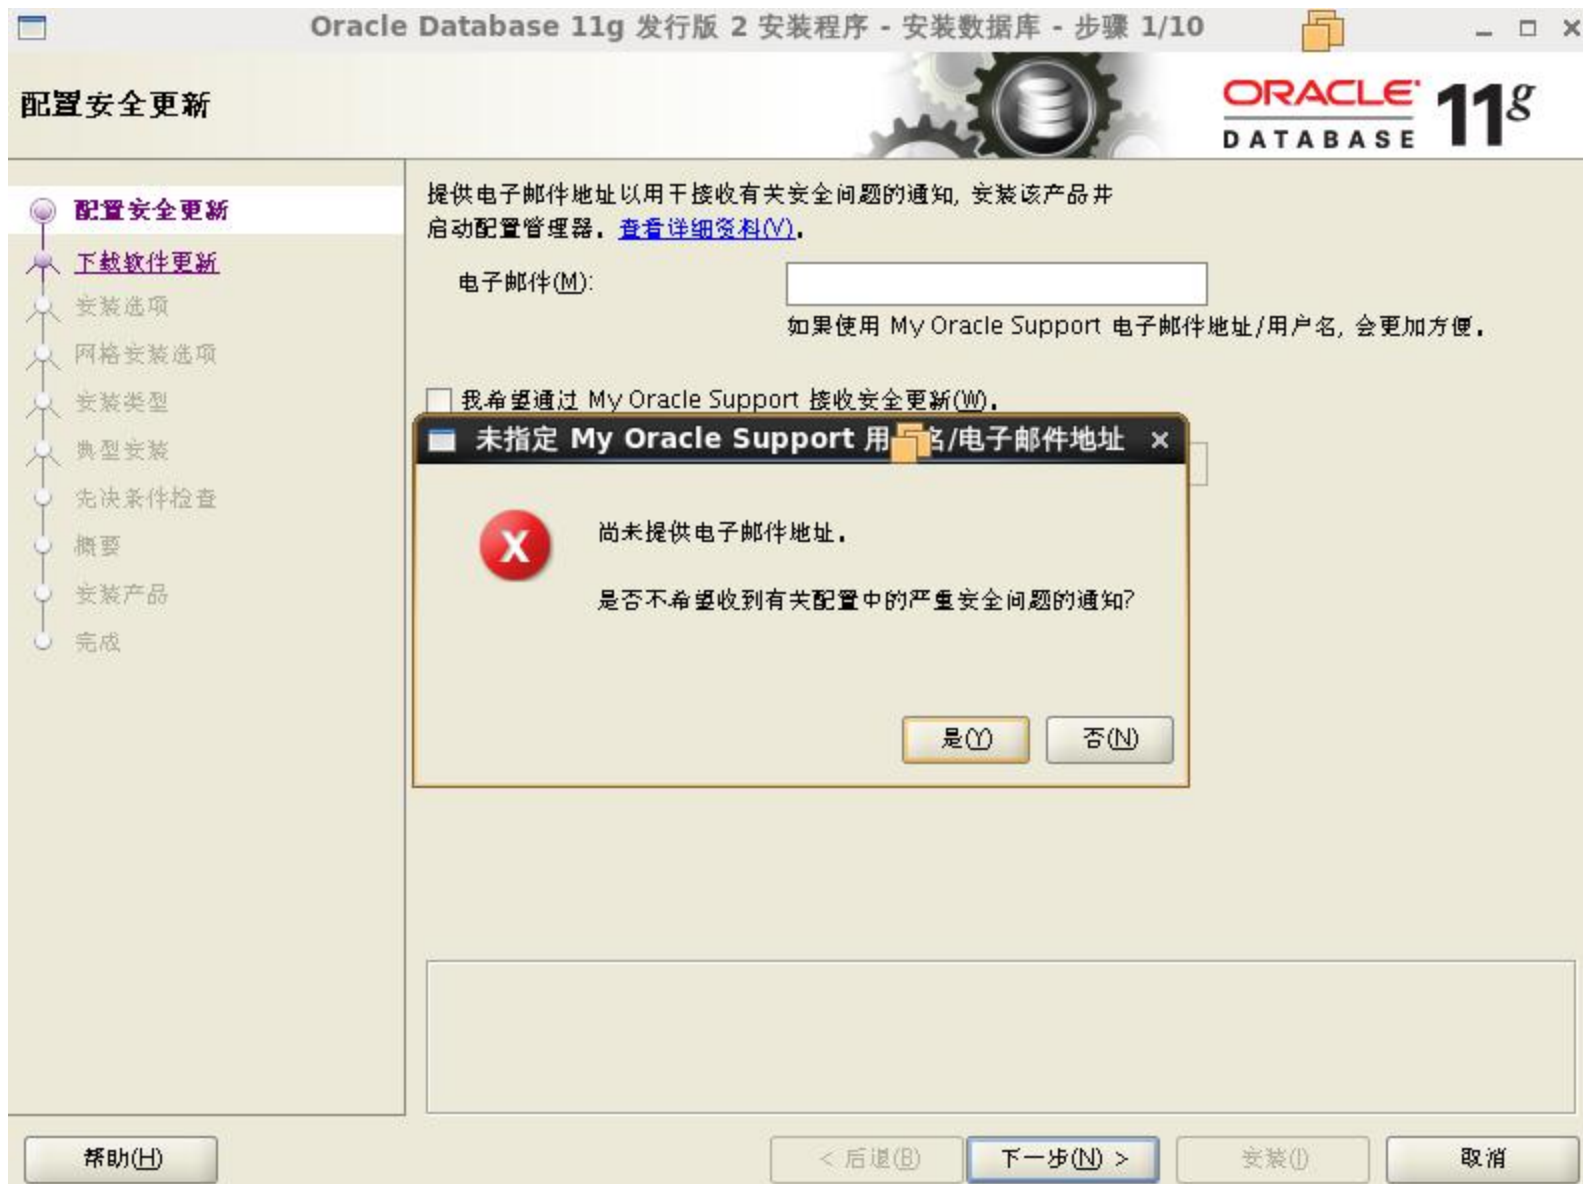 Oracle Database 11g 发行版 2 安装程序 - 安装数据库 - 步骤 1/10
配置安全更新
ORACLE 11g
DATABASE
配置安全更新
下载软件更新
安装选项
网格安装选项
安装类型
典型安装
先决条件检查
概要
安装产品
完成
提供电子邮件地址以用于接收有关安全问题的通知, 安装该产品并
启动配置管理器。查看详细资料(V)。
电子邮件(M):
如果使用 My Oracle Support 电子邮件地址/用户名, 会更加方便。
我希望通过 My Oracle Support 接收安全更新(W)。
未指定 My Oracle Support 用 名/电子邮件地址
尚未提供电子邮件地址。
是否不希望收到有关配置中的严重安全问题的通知?
是(Y)
否(N)
帮助(H)
< 后退(B)
下一步(N) >
安装(I)
取消